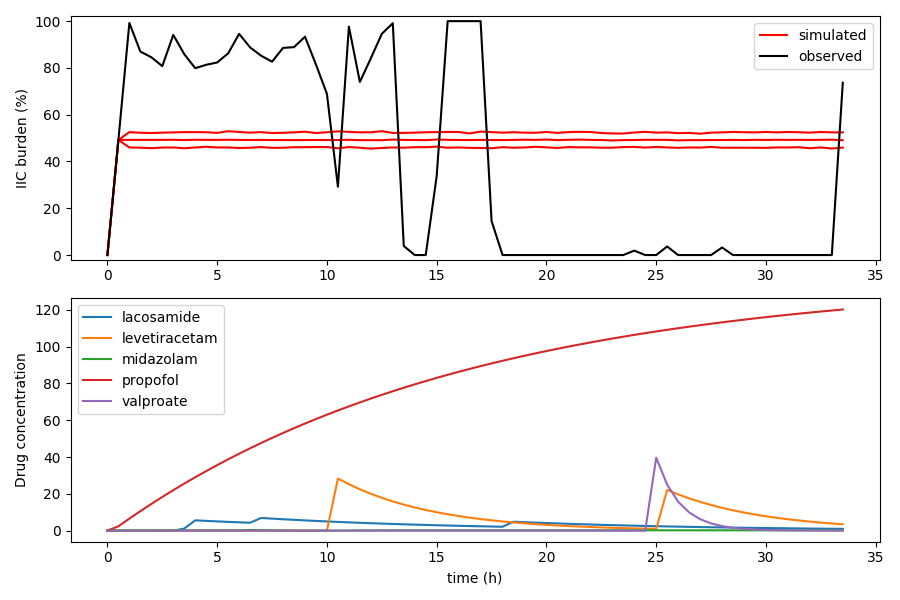 100
80
60
40
20
0
IIC burden (%)
simulated
observed
0 5 10 15 20 25 30 35
120
100
80
60
40
20
0
Drug concentration
lacosamide
levetiracetam
midazolam
propofol
valproate
0 5 10 15 20 25 30 35
time (h)